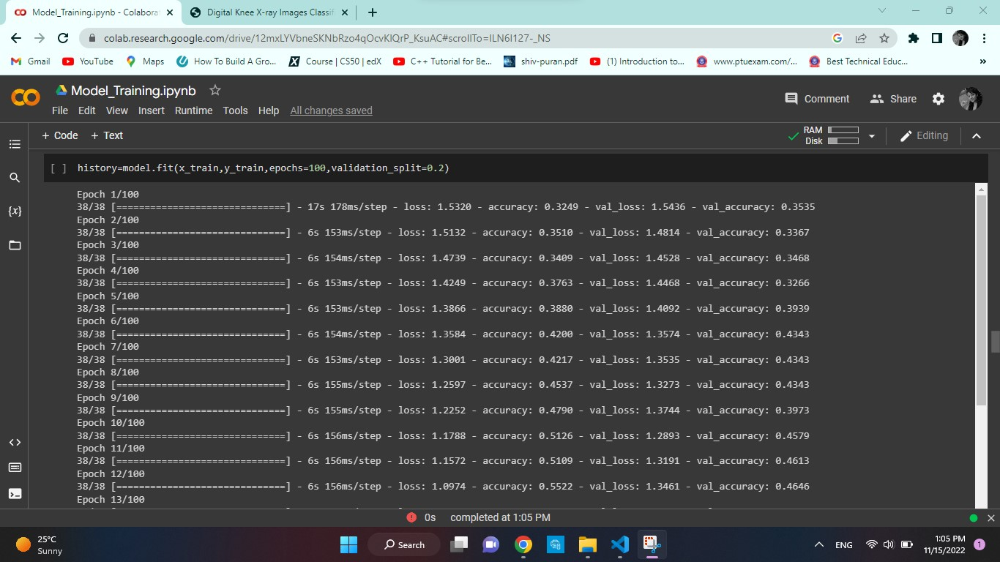 Model_Training.ipynb - Colabora
Digital Knee X-ray Images Classif
colab.research.google.com/drive/12mxLYVbneSKNbRzo4qOcvKIQrP_KsuAC#scrollTo=ILN6I127-_NS
Gmail YouTube Maps How To Build A Gro... Course | CS50 | edX C++ Tutorial for Be... shiv-puran.pdf (1) Introduction to... www.ptuexam.com/... Best Technical Educ... »
Model_Training.ipynb
File Edit View Insert Runtime Tools Help All changes saved
Comment Share
+ Code + Text
RAM
Disk
Editing
[ ] history=model.fit(x_train,y_train,epochs=100,validation_split=0.2)
Epoch 1/100
38/38 [==============================] - 17s 178ms/step - loss: 1.5320 - accuracy: 0.3249 - val_loss: 1.5436 - val_accuracy: 0.3535
Epoch 2/100
38/38 [==============================] - 6s 153ms/step - loss: 1.5132 - accuracy: 0.3510 - val_loss: 1.4814 - val_accuracy: 0.3367
Epoch 3/100
38/38 [==============================] - 6s 154ms/step - loss: 1.4739 - accuracy: 0.3409 - val_loss: 1.4528 - val_accuracy: 0.3468
Epoch 4/100
38/38 [==============================] - 6s 153ms/step - loss: 1.4249 - accuracy: 0.3763 - val_loss: 1.4468 - val_accuracy: 0.3266
Epoch 5/100
38/38 [==============================] - 6s 153ms/step - loss: 1.3866 - accuracy: 0.3880 - val_loss: 1.4092 - val_accuracy: 0.3939
Epoch 6/100
38/38 [==============================] - 6s 154ms/step - loss: 1.3584 - accuracy: 0.4200 - val_loss: 1.3574 - val_accuracy: 0.4343
Epoch 7/100
38/38 [==============================] - 6s 153ms/step - loss: 1.3001 - accuracy: 0.4217 - val_loss: 1.3535 - val_accuracy: 0.4343
Epoch 8/100
38/38 [==============================] - 6s 155ms/step - loss: 1.2597 - accuracy: 0.4537 - val_loss: 1.3273 - val_accuracy: 0.4343
Epoch 9/100
38/38 [==============================] - 6s 155ms/step - loss: 1.2252 - accuracy: 0.4790 - val_loss: 1.3744 - val_accuracy: 0.3973
Epoch 10/100
38/38 [==============================] - 6s 156ms/step - loss: 1.1788 - accuracy: 0.5126 - val_loss: 1.2893 - val_accuracy: 0.4579
Epoch 11/100
38/38 [==============================] - 6s 156ms/step - loss: 1.1572 - accuracy: 0.5109 - val_loss: 1.3191 - val_accuracy: 0.4613
Epoch 12/100
38/38 [==============================] - 6s 156ms/step - loss: 1.0974 - accuracy: 0.5522 - val_loss: 1.3461 - val_accuracy: 0.4646
Epoch 13/100
0s completed at 1:05 PM
25°C
Sunny
Search
ENG
1:05 PM
11/15/2022
1